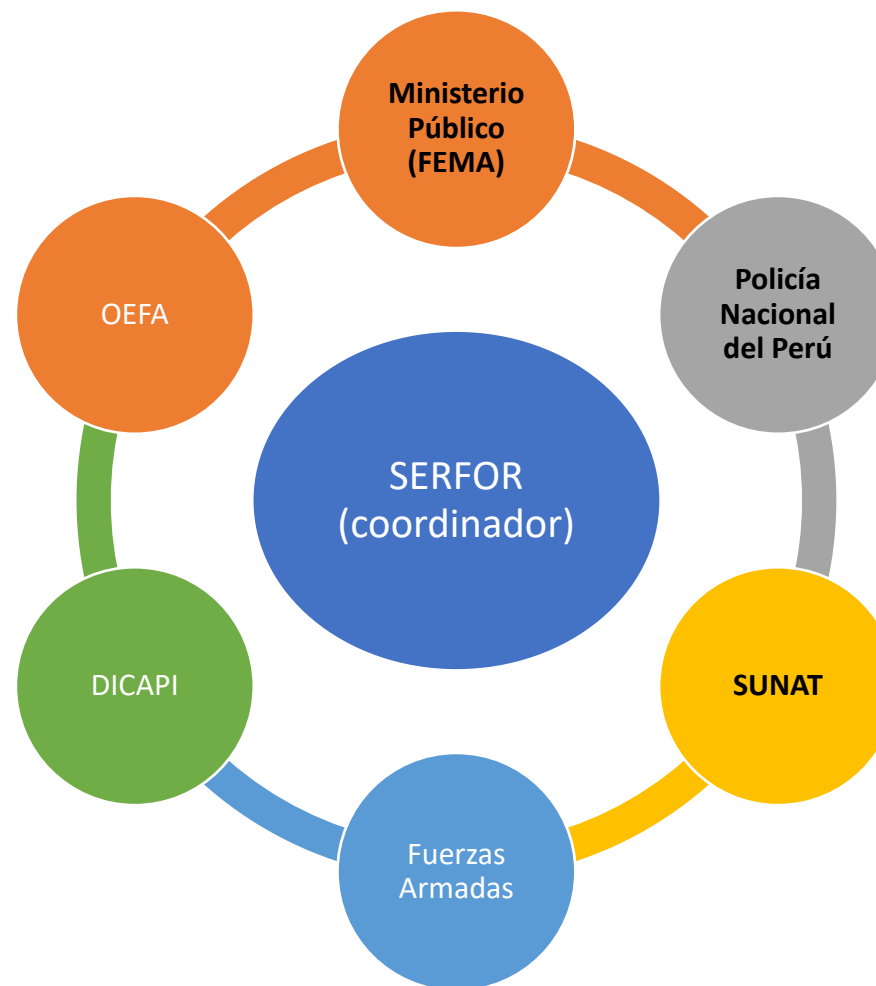 Ministerio
Público
(FEMA)
OEFA
Policía
Nacional
del Perú
SERFOR
(coordinador)
DICAPI
SUNAT
Fuerzas
Armadas